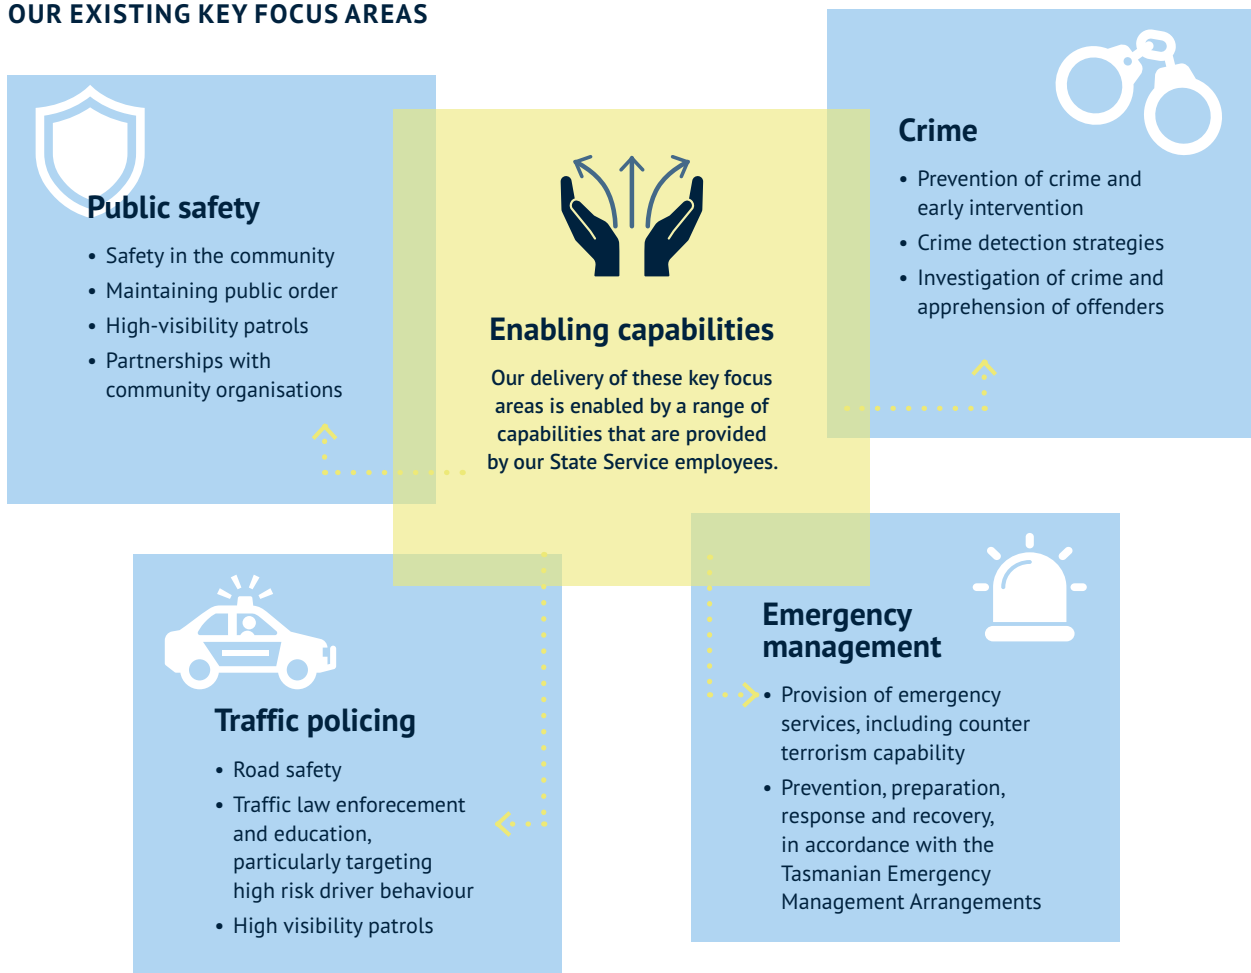 OUR EXISTING KEY FOCUS AREAS
Public safety
• Safety in the community
• Maintaining public order
• High-visibility patrols
• Partnerships with
community organisations
Enabling capabilities
Our delivery of these key focus
areas is enabled by a range of
capabilities that are provided
by our State Service employees.
Crime
• Prevention of crime and
early intervention
• Crime detection strategies
• Investigation of crime and
apprehension of offenders
Traffic policing
• Road safety
• Traffic law enforecement
and education,
particularly targeting
high risk driver behaviour
• High visibility patrols
Emergency
management
• Provision of emergency
services, including counter
terrorism capability
• Prevention, preparation,
response and recovery,
in accordance with the
Tasmanian Emergency
Management Arrangements